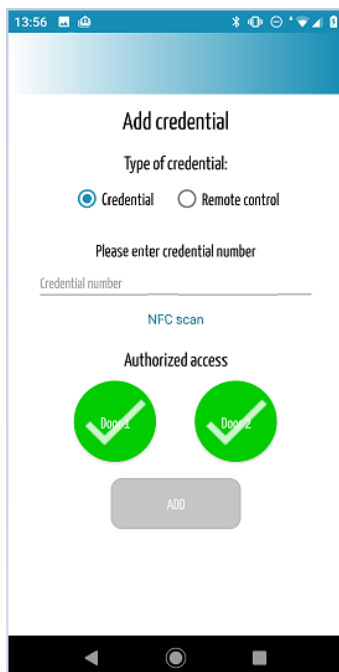 13:56
Add credential
Type of credential:
Credential Remote control
Please enter credential number
Credential number
NFC scan
Authorized access
Door 1 Door 2
ADD